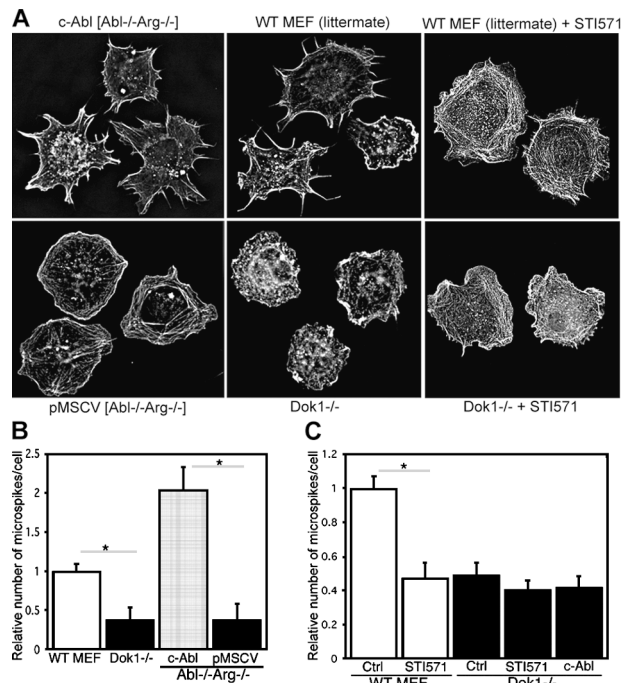 A
c-Abl [Abl-/-Arg-/-]
WT MEF (littermate)
WT MEF (littermate) + STI571
pMSCV [Abl-/-Arg-/-]
Dok1-/-
Dok1-/- + STI571
B
Relative number of microspikes/cell
2.5
2
1.5
1
0.5
0
*
*
WT MEF
Dok1-/-
c-Abl
pMSCV
Abl-/-Arg-/-
C
Relative number of microspikes/cell
1.2
1
0.8
0.6
0.4
0.2
0
*
Ctrl
STI571
Ctrl
STI571
c-Abl
WT MEF
Dok1-/-